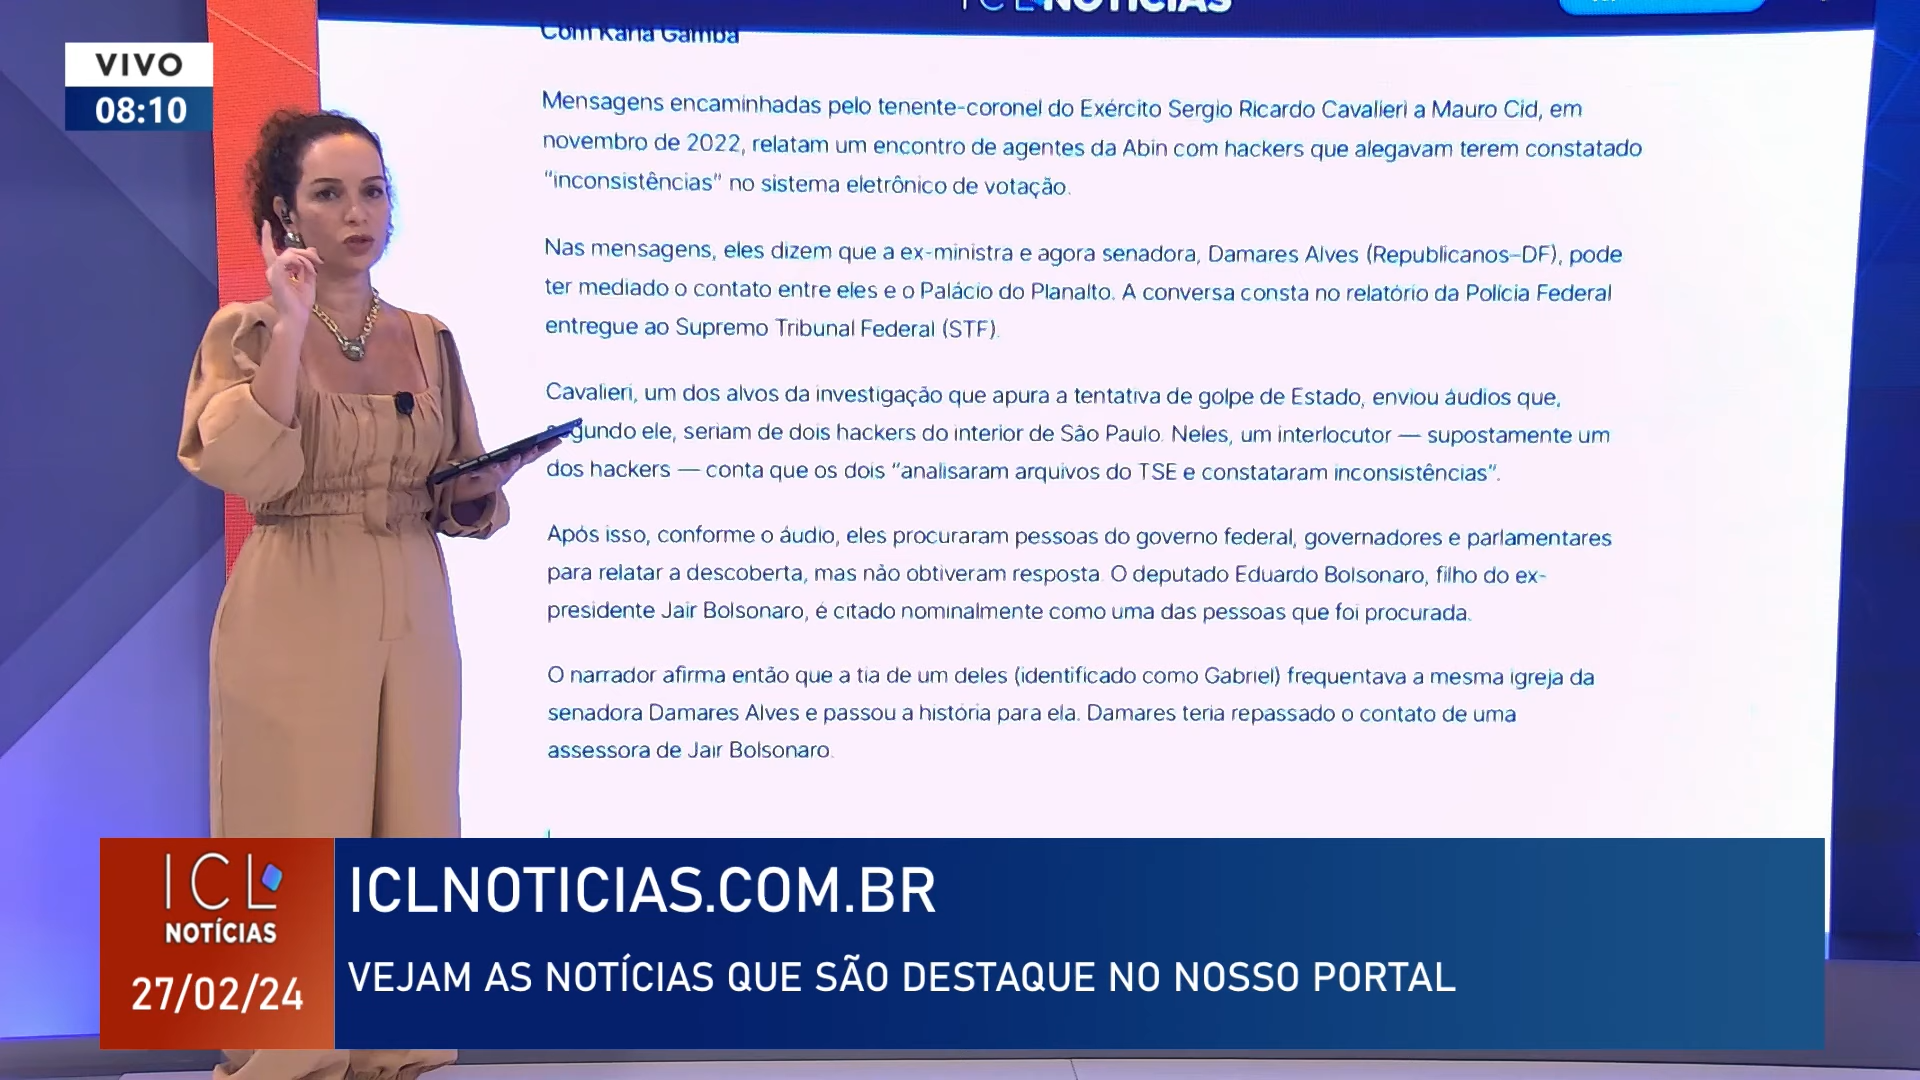 ICL NOTÍCIAS
VIVO
08:10
Com Karla Gamba
Mensagens encaminhadas pelo tenente-coronel do Exército Sergio Ricardo Cavalieri a Mauro Cid, em
novembro de 2022, relatam um encontro de agentes da Abin com hackers que alegavam terem constatado
“inconsistências” no sistema eletrônico de votação.
Nas mensagens, eles dizem que a ex-ministra e agora senadora, Damares Alves (Republicanos-DF), pode
ter mediado o contato entre eles e o Palácio do Planalto. A conversa consta no relatório da Polícia Federal
entregue ao Supremo Tribunal Federal (STF).
Cavalieri, um dos alvos da investigação que apura a tentativa de golpe de Estado, enviou áudios que,
segundo ele, seriam de dois hackers do interior de São Paulo. Neles, um interlocutor — supostamente um
dos hackers — conta que os dois “analisaram arquivos do TSE e constataram inconsistências”.
Após isso, conforme o áudio, eles procuraram pessoas do governo federal, governadores e parlamentares
para relatar a descoberta, mas não obtiveram resposta. O deputado Eduardo Bolsonaro, filho do ex-
presidente Jair Bolsonaro, é citado nominalmente como uma das pessoas que foi procurada.
O narrador afirma então que a tia de um deles (identificado como Gabriel) frequentava a mesma igreja da
senadora Damares Alves e passou a história para ela. Damares teria repassado o contato de uma
assessora de Jair Bolsonaro.
ICL
NOTÍCIAS
27/02/24
ICLNOTICIAS.COM.BR
VEJAM AS NOTÍCIAS QUE SÃO DESTAQUE NO NOSSO PORTAL